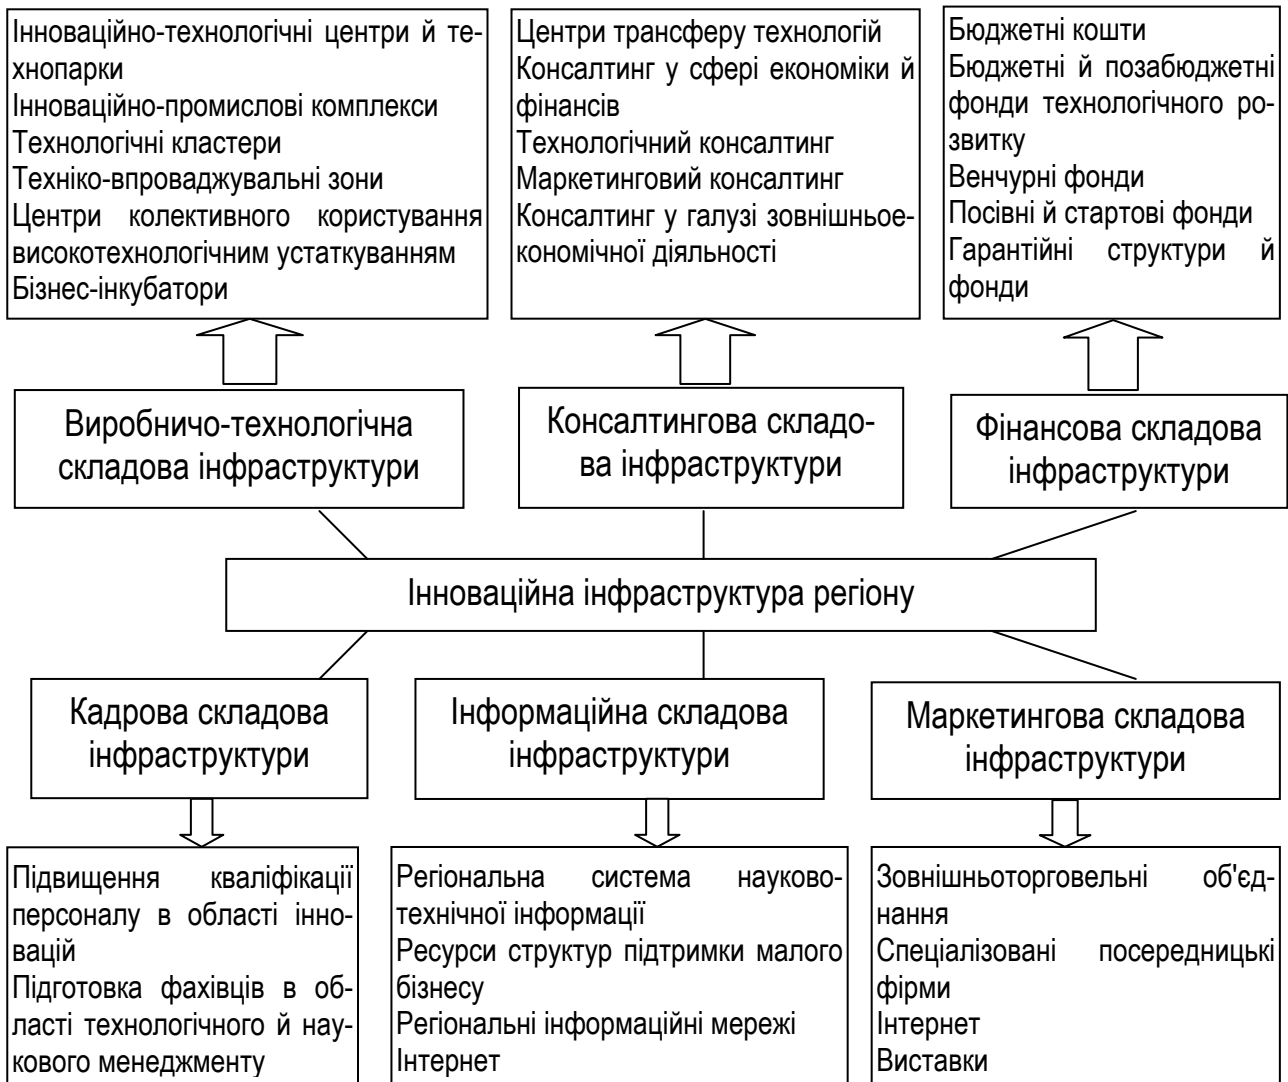 Інноваційно-технологічні центри й те-
хнопарки
Інноваційно-промислові комплекси
Технологічні кластери
Техніко-впроваджувальні зони
Центри колективного користування
високотехнологічним устаткуванням
Бізнес-інкубатори
Центри трансферу технологій
Консалтинг у сфері економіки й
фінансів
Технологічний консалтинг
Маркетинговий консалтинг
Консалтинг у галузі зовнішньое-
кономічної діяльності
Бюджетні кошти
Бюджетні й позабюджетні
фонди технологічного ро-
звитку
Венчурні фонди
Посівні й стартові фонди
Гарантійні структури й
фонди
Виробничо-технологічна
складова інфраструктури
Консалтингова складо-
ва інфраструктури
Фінансова складова
інфраструктури
Інноваційна інфраструктура регіону
Кадрова складова
інфраструктури
Інформаційна складова
інфраструктури
Маркетингова складова
інфраструктури
Підвищення кваліфікації
персоналу в області інно-
вацій
Підготовка фахівців в об-
ласті технологічного й нау-
кового менеджменту
Регіональна система науково-
технічної інформації
Ресурси структур підтримки малого
бізнесу
Регіональні інформаційні мережі
Інтернет
Зовнішньоторговельні об'єд-
нання
Спеціалізовані посередницькі
фірми
Інтернет
Виставки